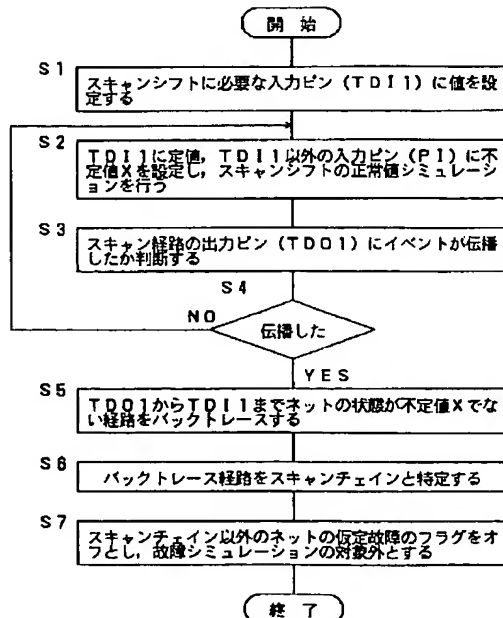 開 始
S1
スキャンシフトに必要な入力ピン(TDI1)に値を設
定する
S2
TDI1に定値,TDI1以外の入力ピン(PI)に不
定値Xを設定し,スキャンシフトの正常値シミュレーシ
ョンを行う
S3
スキャン経路の出力ピン(TDO1)にイベントが伝播
したか判断する
S4
NO
伝播した
YES
S5
TDO1からTDI1までネットの状態が不定値Xでな
い経路をバックトレースする
S6
バックトレース経路をスキャンチェインと特定する
S7
スキャンチェイン以外のネットの仮定故障のフラグをオ
フとし,故障シミュレーションの対象外とする
終 了